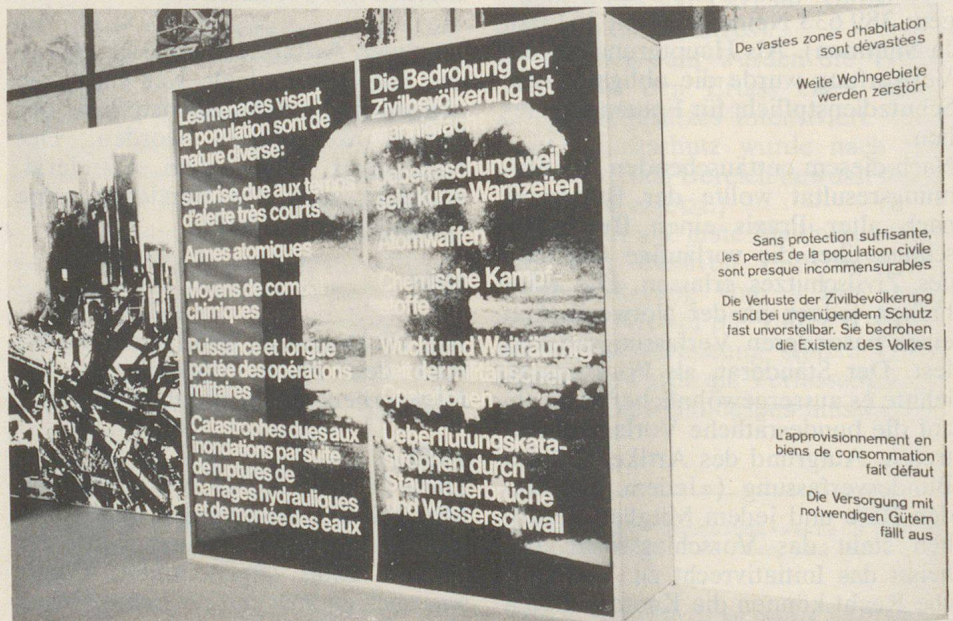 Les menaces visant
la population sont de
nature diverse:
surprise, due aux temps
d'alerte très courts
Armes atomiques
Moyens de com
chimiques
Puissance et longue
portée des opérations
militaires
Catastrophes dues aux
inondations par suite
de ruptures de
barrages hydrauliques
et de montée des eaux
Die Bedrohung der
Zivilbevölkerung ist
Ueberraschung weil
sehr kurze Warnzeiten
Atomwaffen
Chemische Kampf-
stoffe
Wucht und Weiträumig-
der militärischen
Ueberflutungskata-
strophen durch
Staumauerbrüche
und Wasserschwall
De vastes zones d'habitation
sont dévastées
Weite Wohngebiete
werden zerstört
Sans protection suffisante,
les pertes de la population civile
sont presque incommensurables
Die Verluste der Zivilbevölkerung
sind bei ungenügendem Schutz
fast unvorstellbar. Sie bedrohen
die Existenz des Volkes
L'approvisionnement en
biens de consommation
fait défaut
Die Versorgung mit
notwendigen Gütern
fällt aus